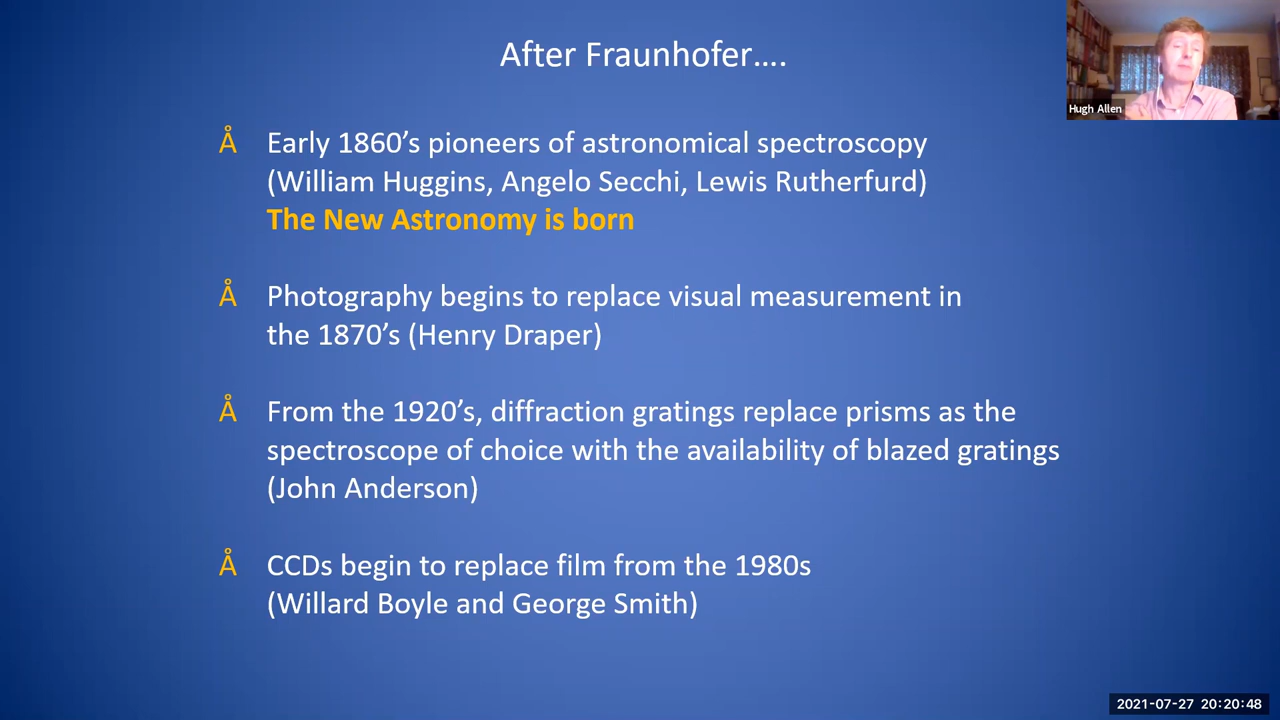 After Fraunhofer….
Hugh Allen
Å Early 1860’s pioneers of astronomical spectroscopy
(William Huggins, Angelo Secchi, Lewis Rutherfurd)
The New Astronomy is born
Å Photography begins to replace visual measurement in
the 1870’s (Henry Draper)
Å From the 1920’s, diffraction gratings replace prisms as the
spectroscope of choice with the availability of blazed gratings
(John Anderson)
Å CCDs begin to replace film from the 1980s
(Willard Boyle and George Smith)
2021-07-27 20:20:48